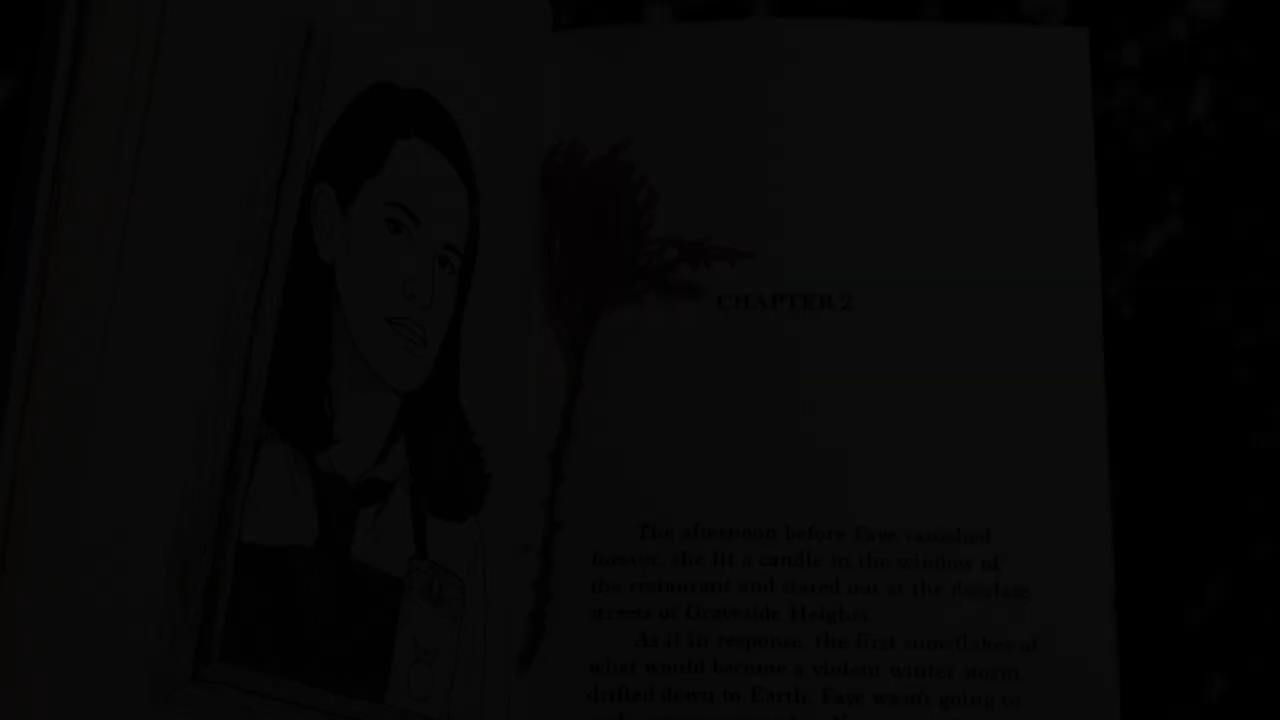 CHAPTER 2
The afternoon before Faye vanished
forever, she lit a candle in the window of
the restaurant and stared out at the desolate
streets of Graveside Heights.
As if in response, the first snowflakes of
what would become a violent winter storm
drifted down to Earth. Faye wasn't going to